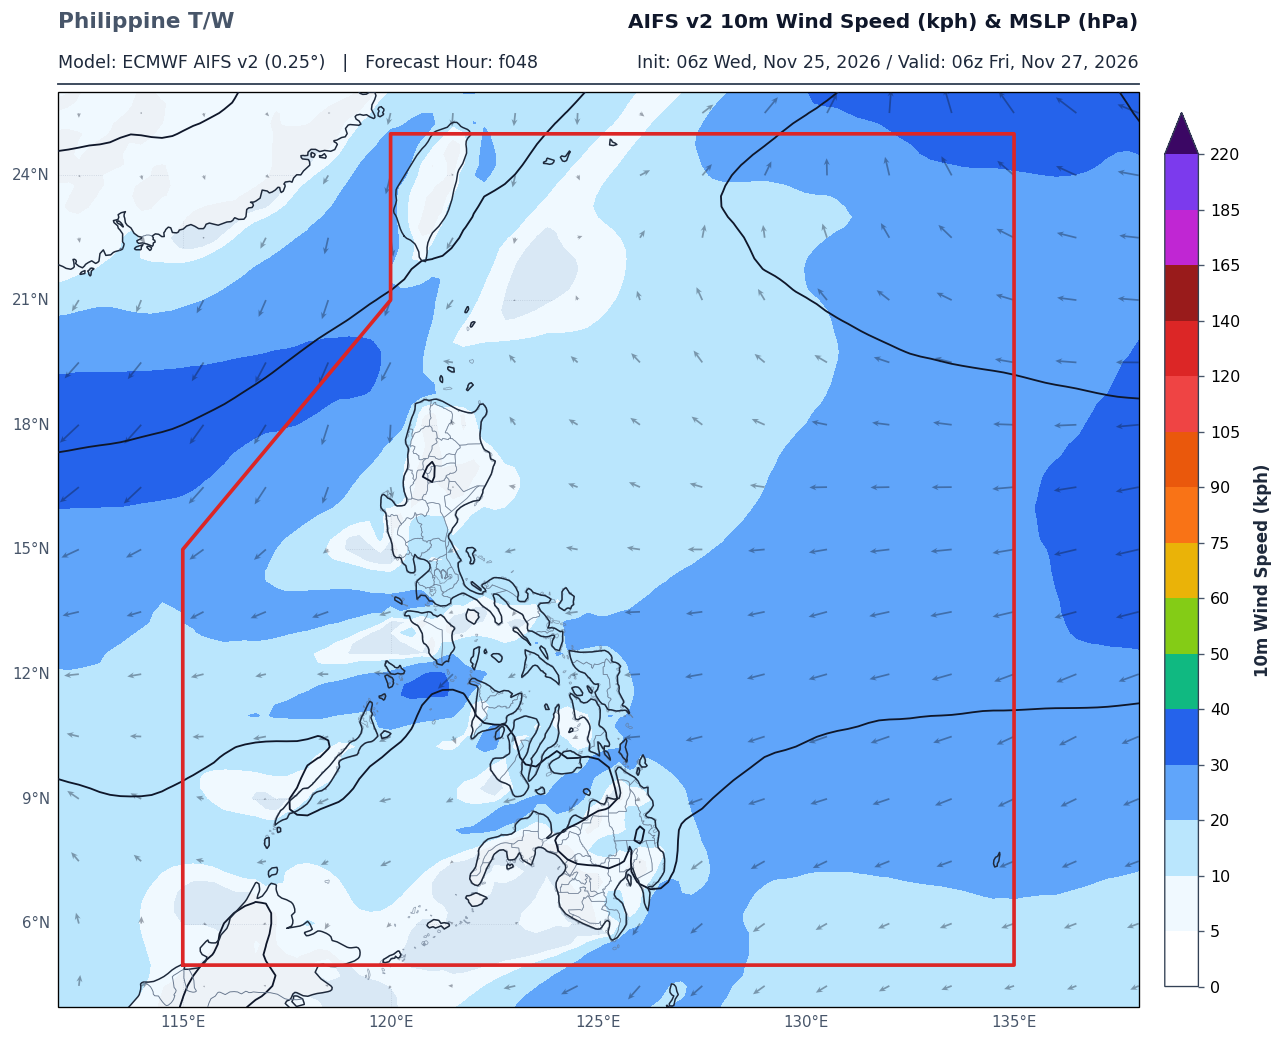 Philippine T/W
AIFS v2 10m Wind Speed (kph) & MSLP (hPa)
Model: ECMWF AIFS v2 (0.25°) | Forecast Hour: f048
Init: 06z Wed, Nov 25, 2026 / Valid: 06z Fri, Nov 27, 2026
24°N
21°N
18°N
15°N
12°N
9°N
6°N
115°E
120°E
125°E
130°E
135°E
220
185
165
140
120
105
90
75
60
50
40
30
20
10
5
0
10m Wind Speed (kph)